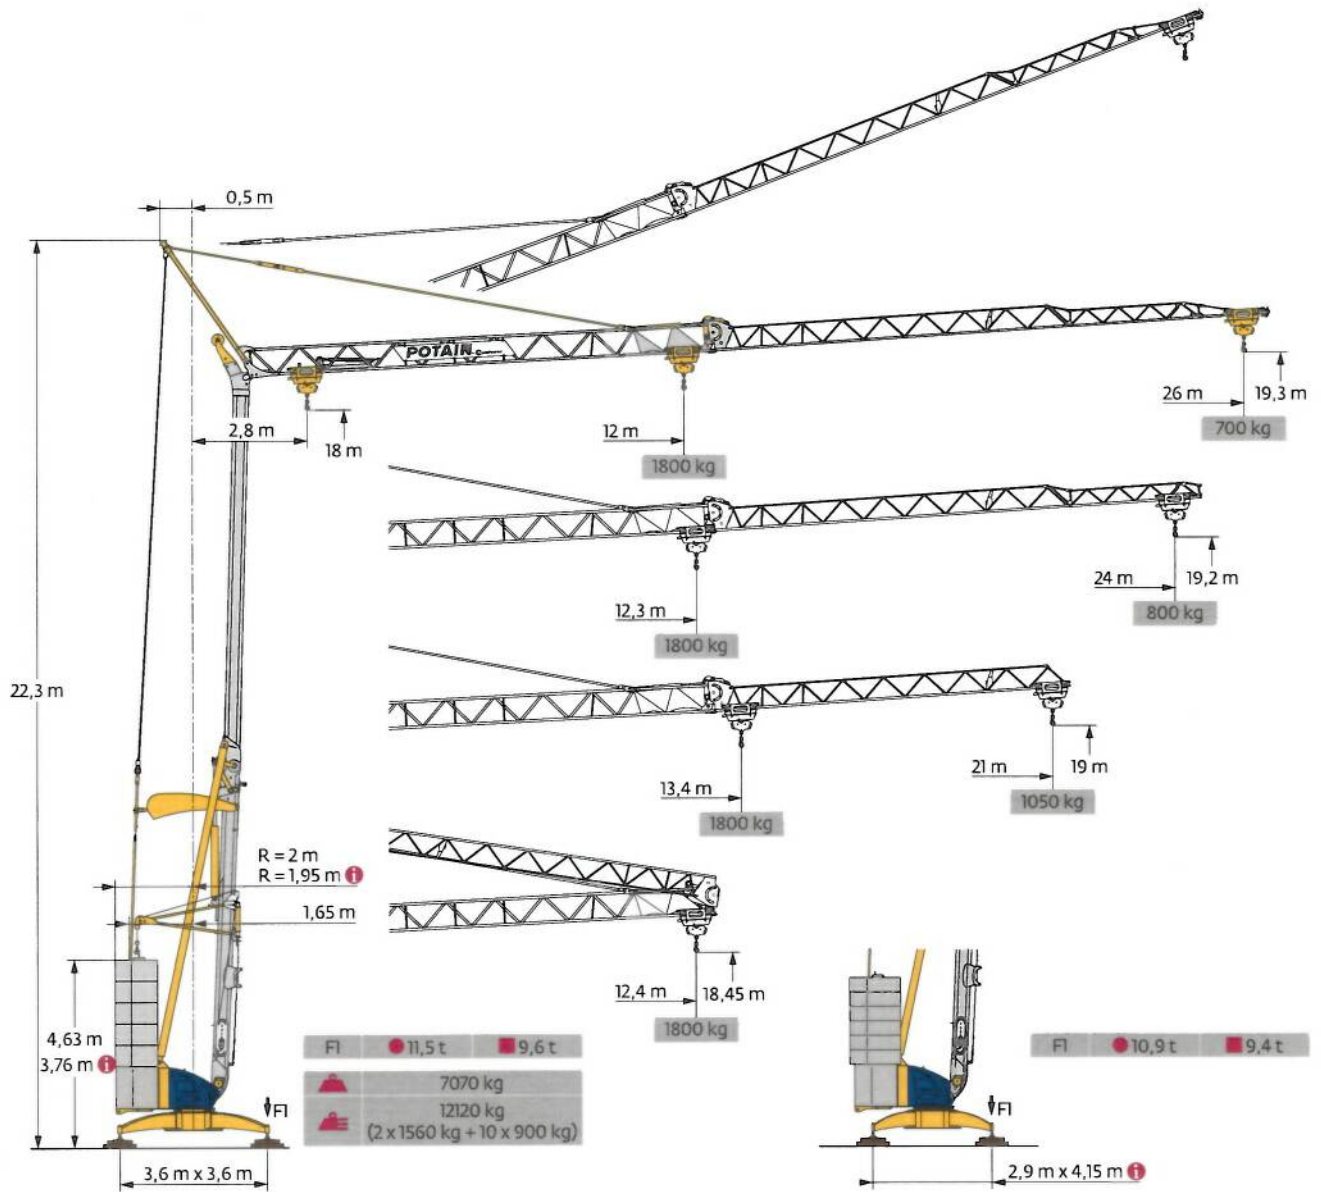 0,5 m
POTAIN
2,8 m
18 m
12 m
1800 kg
26 m
19,3 m
700 kg
12,3 m
1800 kg
24 m
19,2 m
800 kg
22,3 m
13,4 m
1800 kg
21 m
19 m
1050 kg
R = 2 m
R = 1,95 m i
1,65 m
12,4 m
18,45 m
1800 kg
4,63 m
3,76 m i
F1 11,5 t 9,6 t
7070 kg
12120 kg
(2 x 1560 kg + 10 x 900 kg)
F1
3,6 m x 3,6 m
F1 10,9 t 9,4 t
F1
2,9 m x 4,15 m i